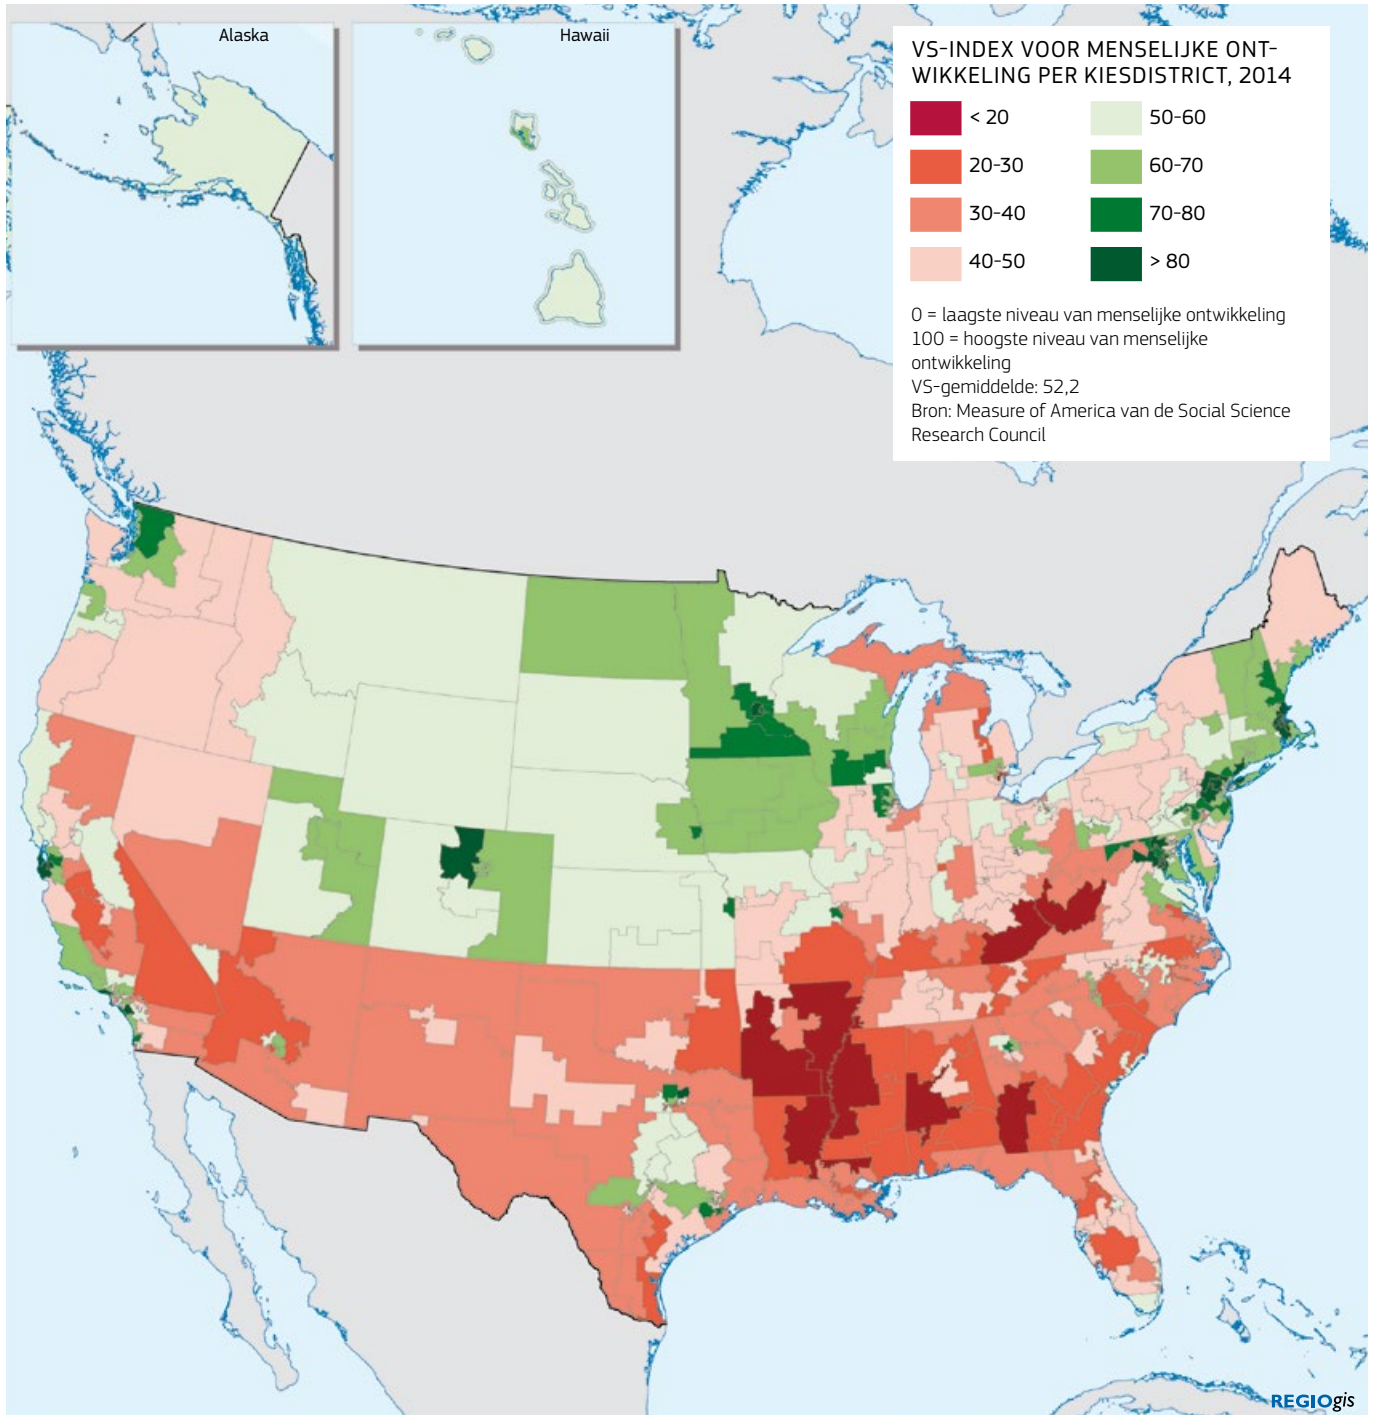 Alaska
Hawaii
VS-INDEX VOOR MENSELIJKE ONT-
WIKKELING PER KIESDISTRICT, 2014
< 20
50-60
20-30
60-70
30-40
70-80
40-50
> 80
0 = laagste niveau van menselijke ontwikkeling
100 = hoogste niveau van menselijke
ontwikkeling
VS-gemiddelde: 52,2
Bron: Measure of America van de Social Science
Research Council
REGIOgis